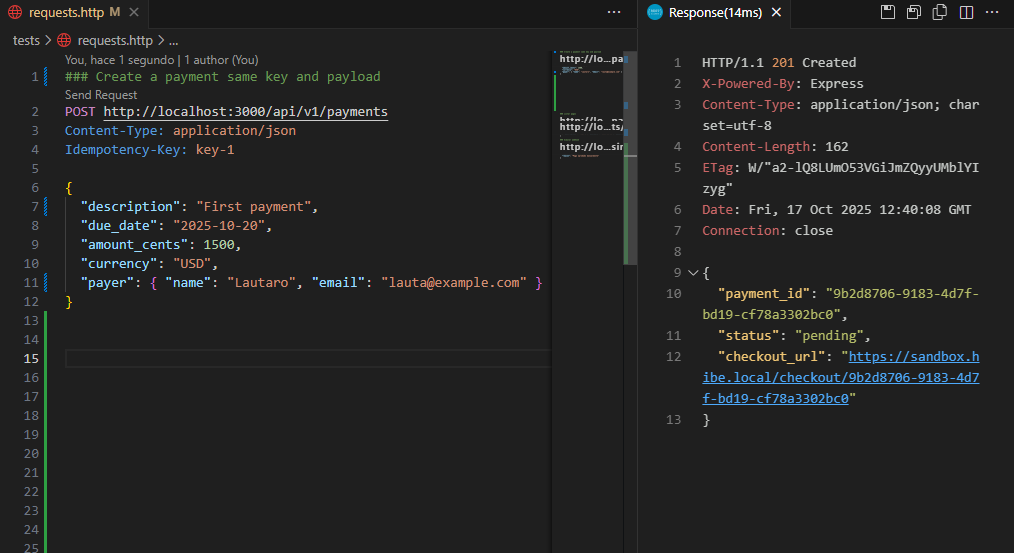 requests.http M
tests > requests.http > ...
You, hace 1 segundo | 1 author (You)
1 ### Create a payment same key and payload
Send Request
2 POST http://localhost:3000/api/v1/payments
3 Content-Type: application/json
4 Idempotency-Key: key-1
5
6 {
7 "description": "First payment",
8 "due_date": "2025-10-20",
9 "amount_cents": 1500,
10 "currency": "USD",
11 "payer": { "name": "Lautaro", "email": "lauta@example.com" }
12 }
13
14
15
16
17
18
19
20
21
22
23
24
25
http://lo...pa
http://lo...ts/
http://lo...sin
Response(14ms)
1 HTTP/1.1 201 Created
2 X-Powered-By: Express
3 Content-Type: application/json; char
set=utf-8
4 Content-Length: 162
5 ETag: W/"a2-lQ8LUmO53VGiJmZQyyUMblYI
zyg"
6 Date: Fri, 17 Oct 2025 12:40:08 GMT
7 Connection: close
8
9 {
10 "payment_id": "9b2d8706-9183-4d7f-
bd19-cf78a3302bc0",
11 "status": "pending",
12 "checkout_url": "https://sandbox.h
ibe.local/checkout/9b2d8706-9183-4d7
f-bd19-cf78a3302bc0"
13 }